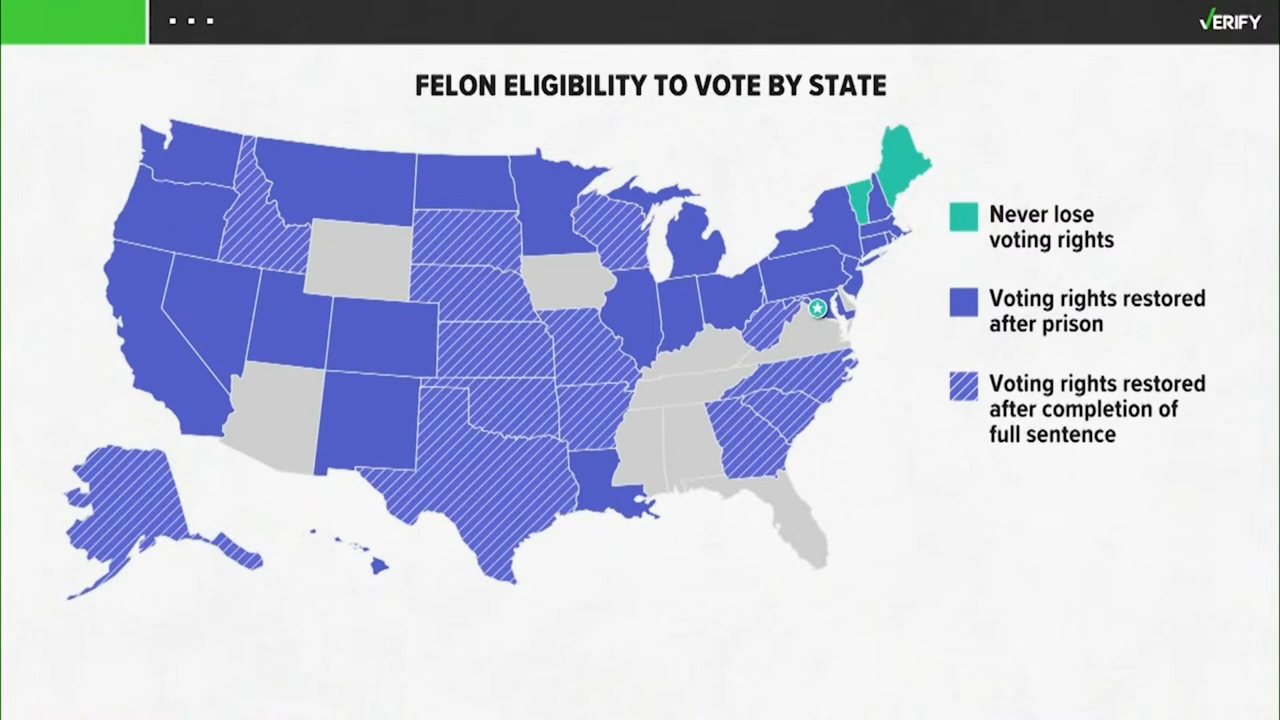 VERIFY
FELON ELIGIBILITY TO VOTE BY STATE
Never lose
voting rights
Voting rights restored
after prison
Voting rights restored
after completion of
full sentence